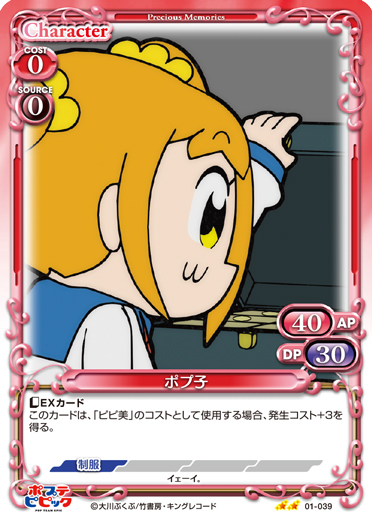 Precious Memories
Character
COST
0
SOURCE
0
40 AP
DP 30
ポプ子
EXカード
このカードは、「ピピ美」のコストとして使用する場合、発生コスト+3を
得る。
制服
イェーイ。
ポプテ
ピピック
POP TEAM EPIC
©大川ぶくぶ/竹書房・キングレコード
01-039